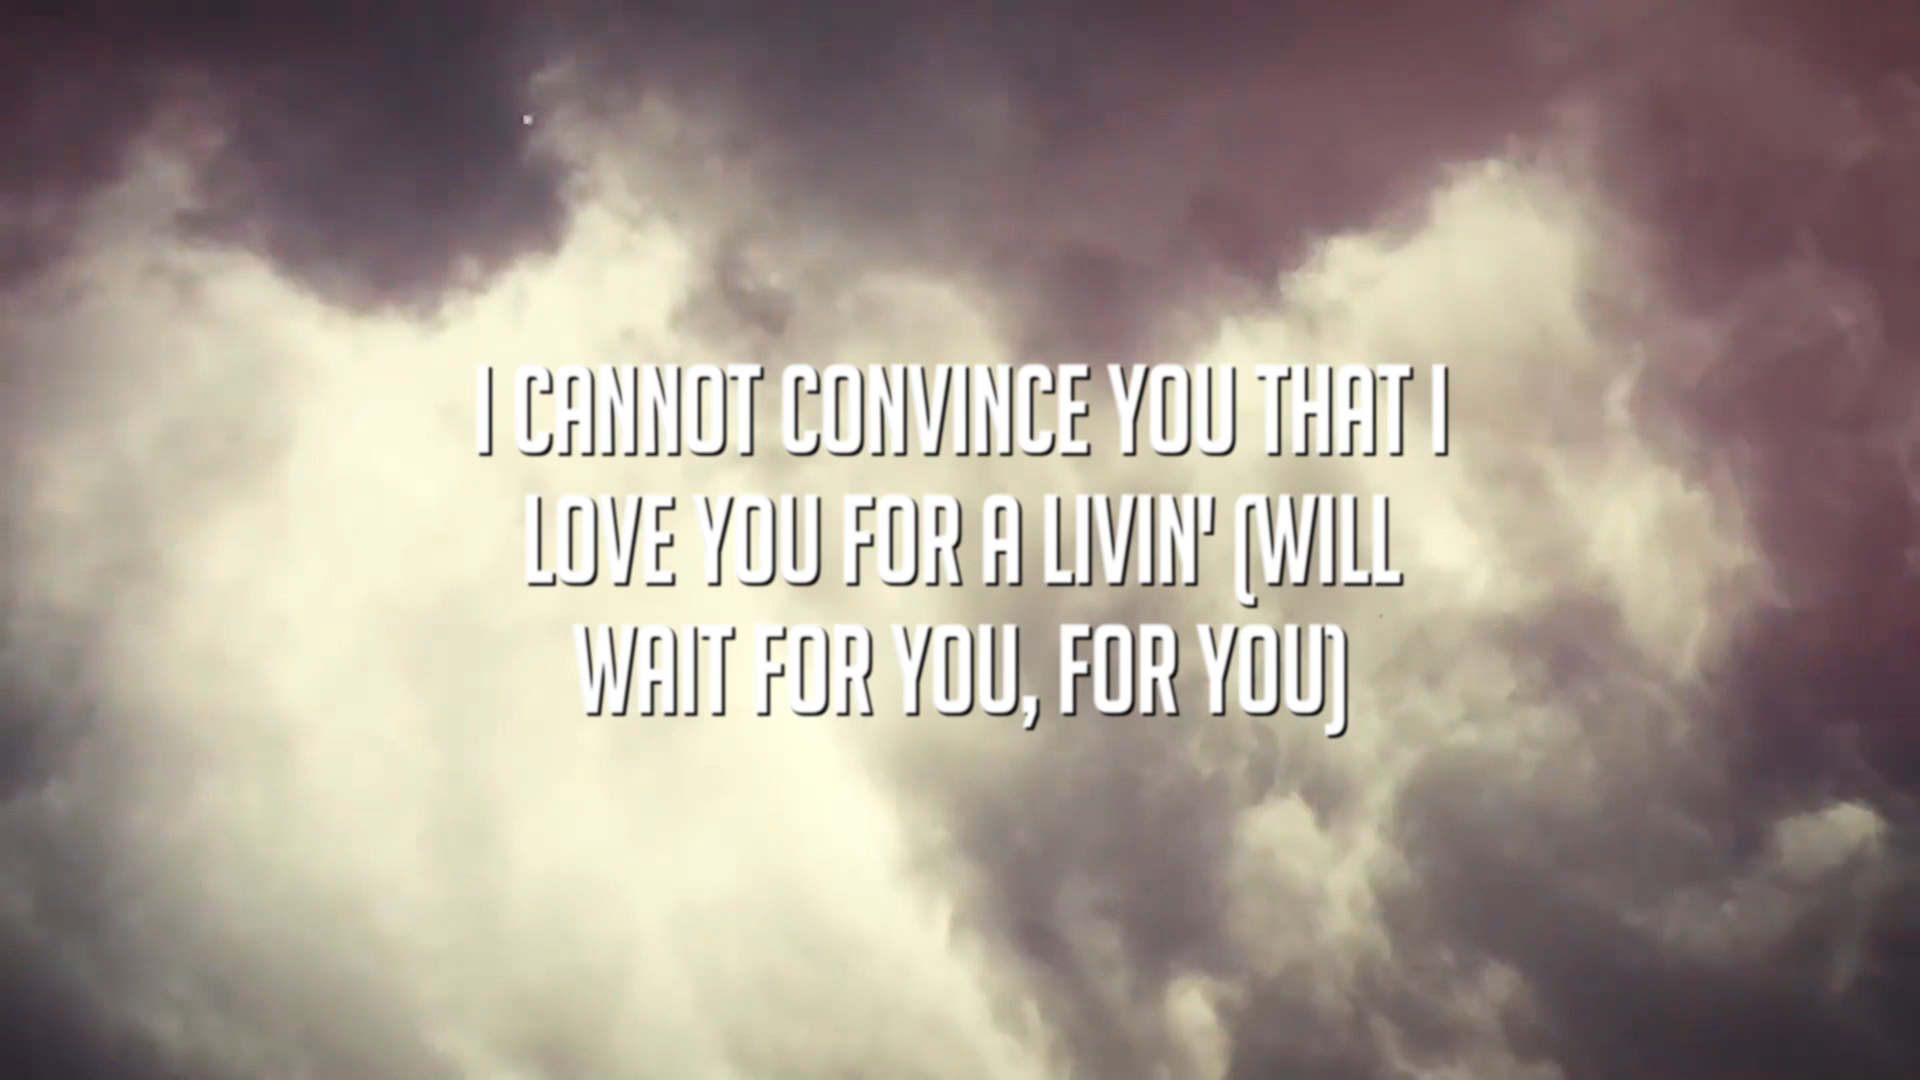 I CANNOT CONVINCE YOU THAT I
LOVE YOU FOR A LIVIN' (WILL
WAIT FOR YOU, FOR YOU)